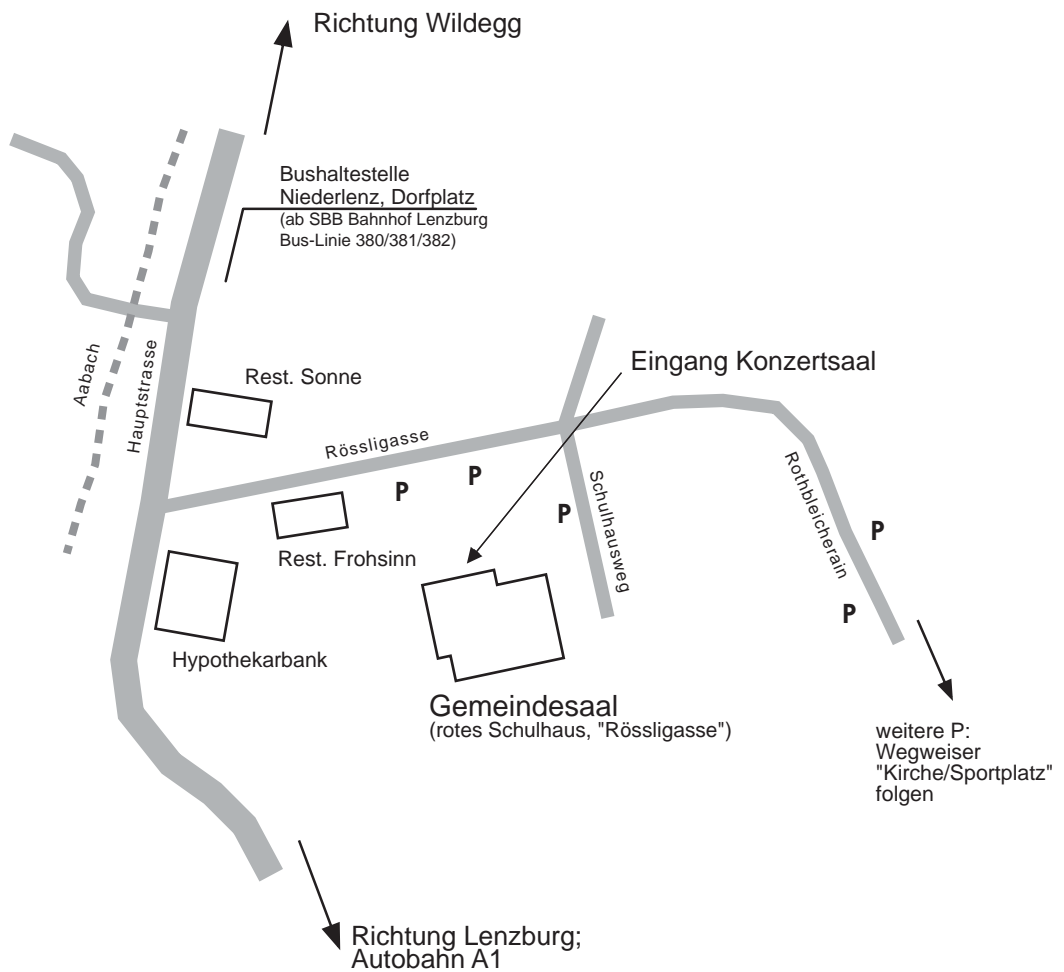 Richtung Wildegg
Bushaltestelle
Niederlenz, Dorfplatz
(ab SBB Bahnhof Lenzburg
Bus-Linie 380/381/382)
Aabach
Hauptstrasse
Rest. Sonne
Eingang Konzertsaal
Rössligasse
P
P
P
Schulhausweg
Rothbleicherain
P
P
Rest. Frohsinn
Hypothekarbank
Gemeindesaal
(rotes Schulhaus, "Rössligasse")
weitere P:
Wegweiser
"Kirche/Sportplatz"
folgen
Richtung Lenzburg;
Autobahn A1